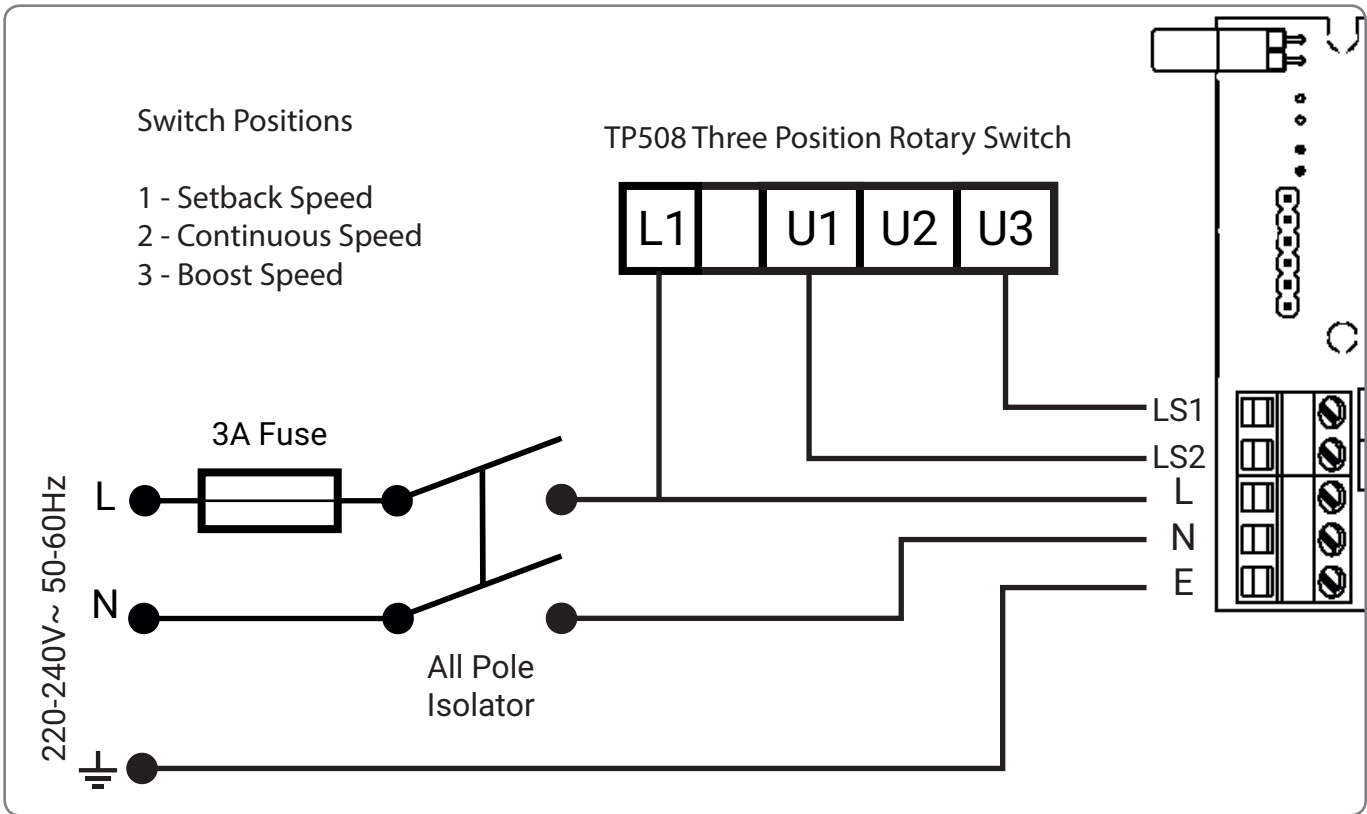 Switch Positions
1 - Setback Speed
2 - Continuous Speed
3 - Boost Speed
TP508 Three Position Rotary Switch
L1 U1 U2 U3
LS1
LS2
L
N
E
3A Fuse
L
N
220-240V~ 50-60Hz
All Pole
Isolator